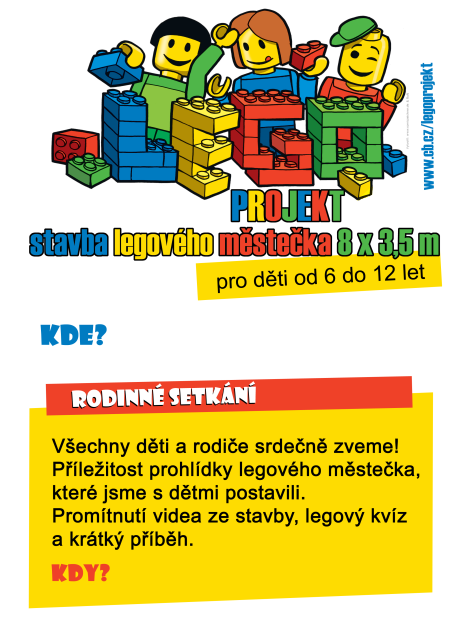 LEGO
www.cb.cz/legoprojekt
PROJEKT
stavba legového městečka 8 x 3,5 m
pro děti od 6 do 12 let
KDE?
RODINNÉ SETKÁNÍ
Všechny děti a rodiče srdečně zveme!
Příležitost prohlídky legového městečka,
které jsme s dětmi postavili.
Promítnutí videa ze stavby, legový kvíz
a krátký příběh.
KDY?